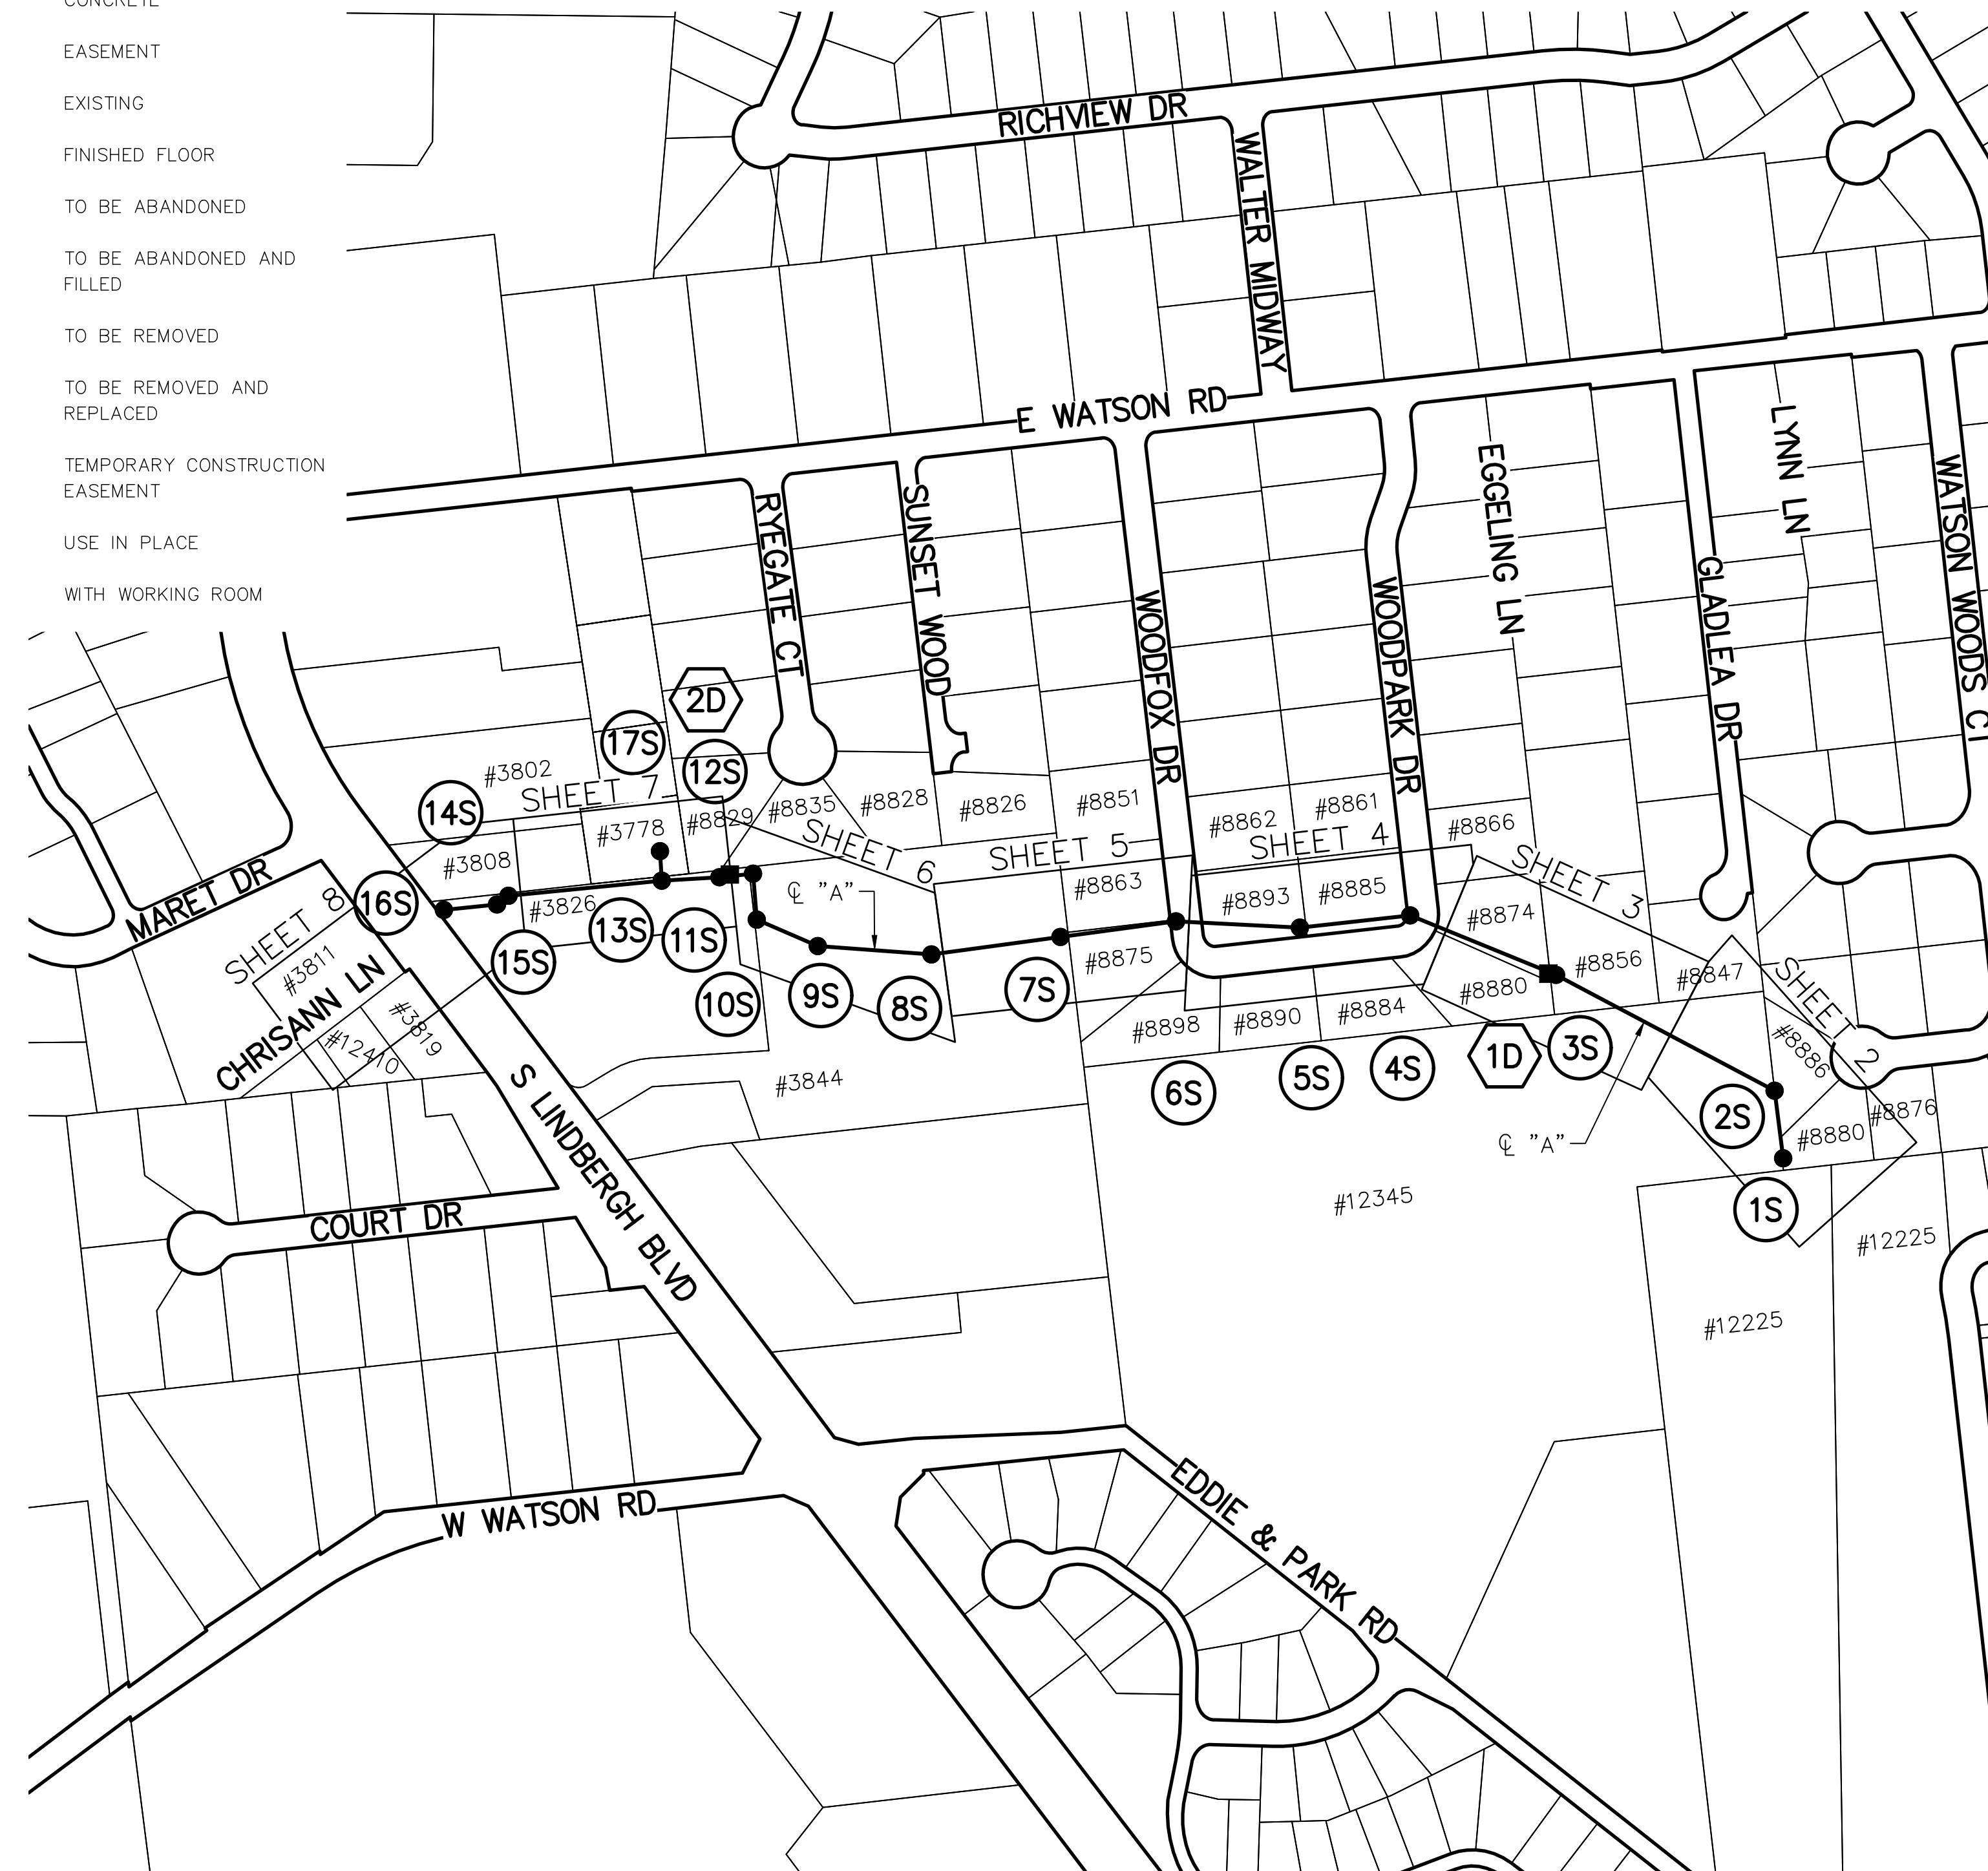 EASEMENT
EXISTING
FINISHED FLOOR
TO BE ABANDONED
TO BE ABANDONED AND
FILLED
TO BE REMOVED
TO BE REMOVED AND
REPLACED
TEMPORARY CONSTRUCTION
EASEMENT
USE IN PLACE
WITH WORKING ROOM
RICHVIEW DR
WALTER MIDWAY
E WATSON RD
RYEGATE CT
SUNSET WOOD
WOODFOX DR
WOODPARK DR
EGGELING LN
GLADLEA DR
LYNN LN
WATSON WOODS CT
2D
17S
12S
14S
#3802
SHEET 7
#3778
#8829
#8835
#8828
#8826
#8851
#8862
#8861
#8866
#3808
SHEET 6
SHEET 5
SHEET 4
SHEET 3
MARET DR
SHEET 8
16S
#3826
13S
11S
℄ "A"
#8863
#8893
#8885
#8874
#8875
#8856
#8847
SHEET 2
#3811
CHRISANN LN
#3819
#12410
15S
10S
9S
8S
7S
#8898
#8890
#8884
#8880
#8886
6S
5S
4S
1D
3S
2S
#8876
#8880
℄ "A"
#3844
1S
S LINDBERGH BLVD
COURT DR
#12345
#12225
#12225
W WATSON RD
EDDIE & PARK RD